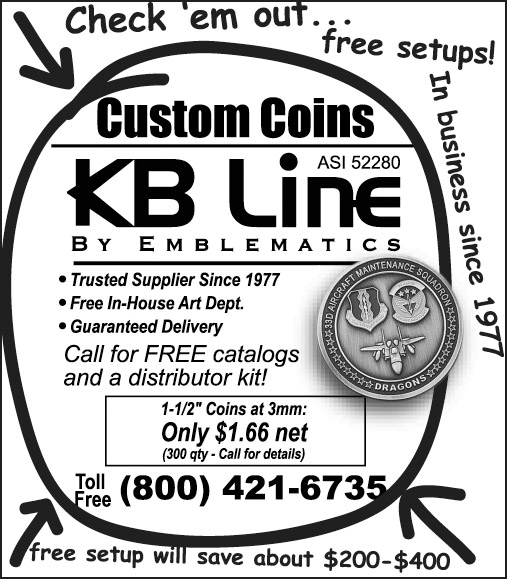 Check 'em out...
free setups!
In business since 1977
Custom Coins
ASI 52280
KB Line
BY EMBLEMATICS
• Trusted Supplier Since 1977
• Free In-House Art Dept.
• Guaranteed Delivery
33D AIRCRAFT MAINTENANCE SQUADRON
DRAGONS
Call for FREE catalogs
and a distributor kit!
1-1/2" Coins at 3mm:
Only $1.66 net
(300 qty - Call for details)
Toll
Free (800) 421-6735
free setup will save about $200-$400